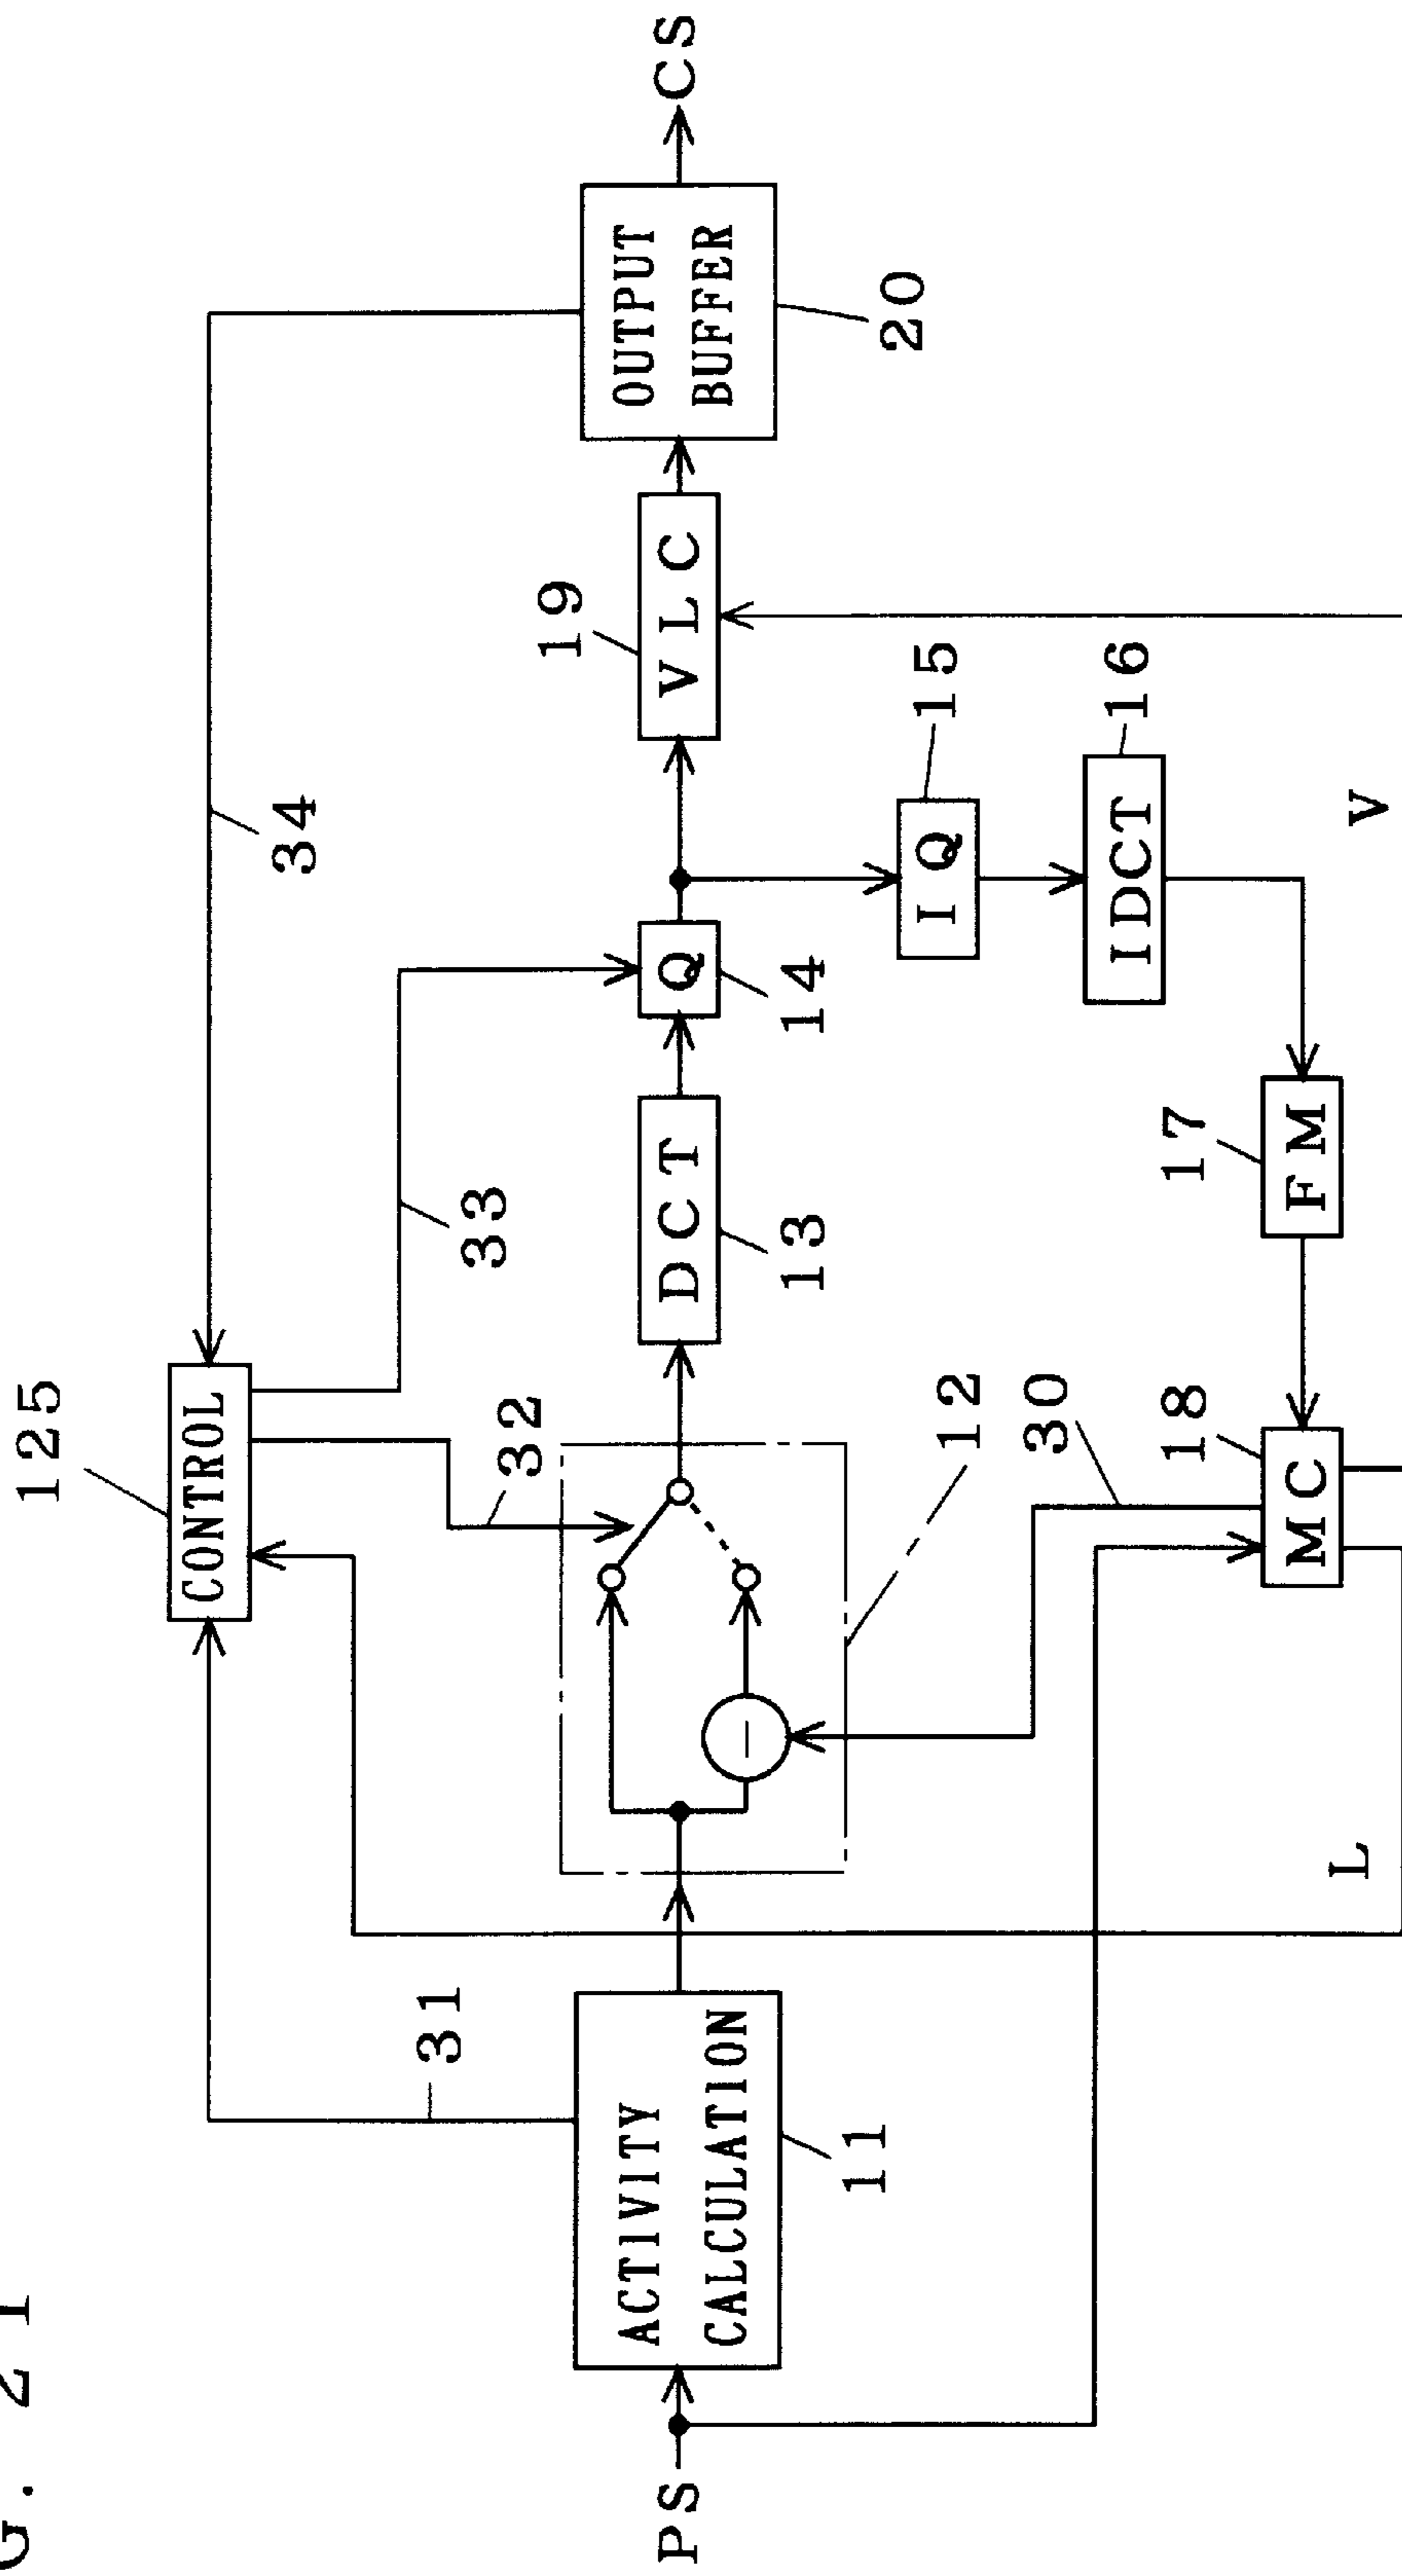 G. 21
125
CONTROL
34
33
32
31
PS
ACTIVITY
CALCULATION
11
12
—
DCT
13
Q
14
VLC
19
OUTPUT
BUFFER
20
CS
IQ
15
IDCT
16
FM
17
MC
18
30
L
V